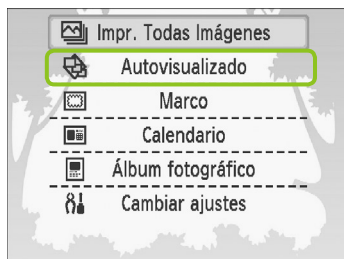 Impr. Todas Imágenes
Autovisualizado
Marco
Calendario
Álbum fotográfico
Cambiar ajustes